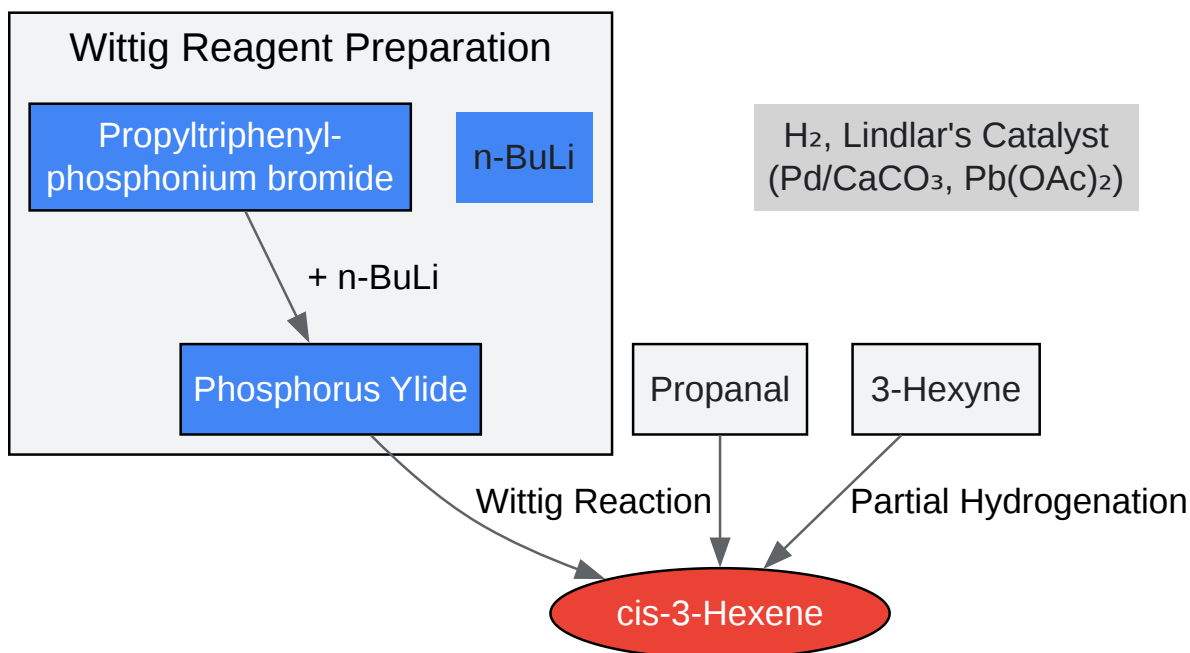 Wittig Reagent Preparation
Propyltriphenyl-
phosphonium bromide
n-BuLi
H₂, Lindlar's Catalyst
(Pd/CaCO₃, Pb(OAc)₂)
+ n-BuLi
Phosphorus Ylide
Propanal
3-Hexyne
Wittig Reaction
Partial Hydrogenation
cis-3-Hexene